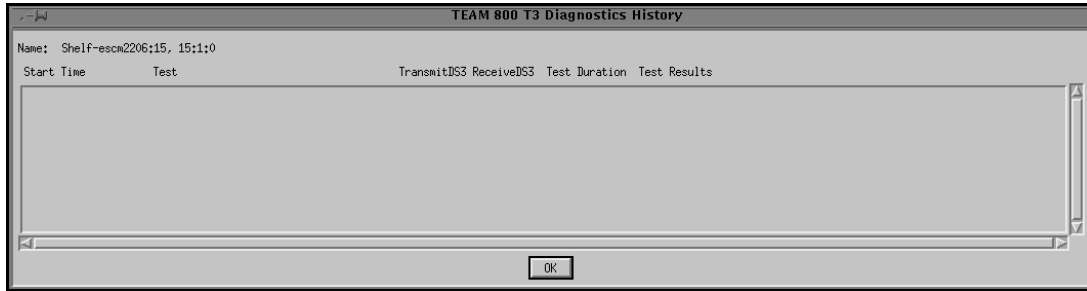 TEAM 800 T3 Diagnostics History
Name: Shelf-escm2206:15, 15:1:0
Start Time Test TransmitDS3 ReceiveDS3 Test Duration Test Results
OK